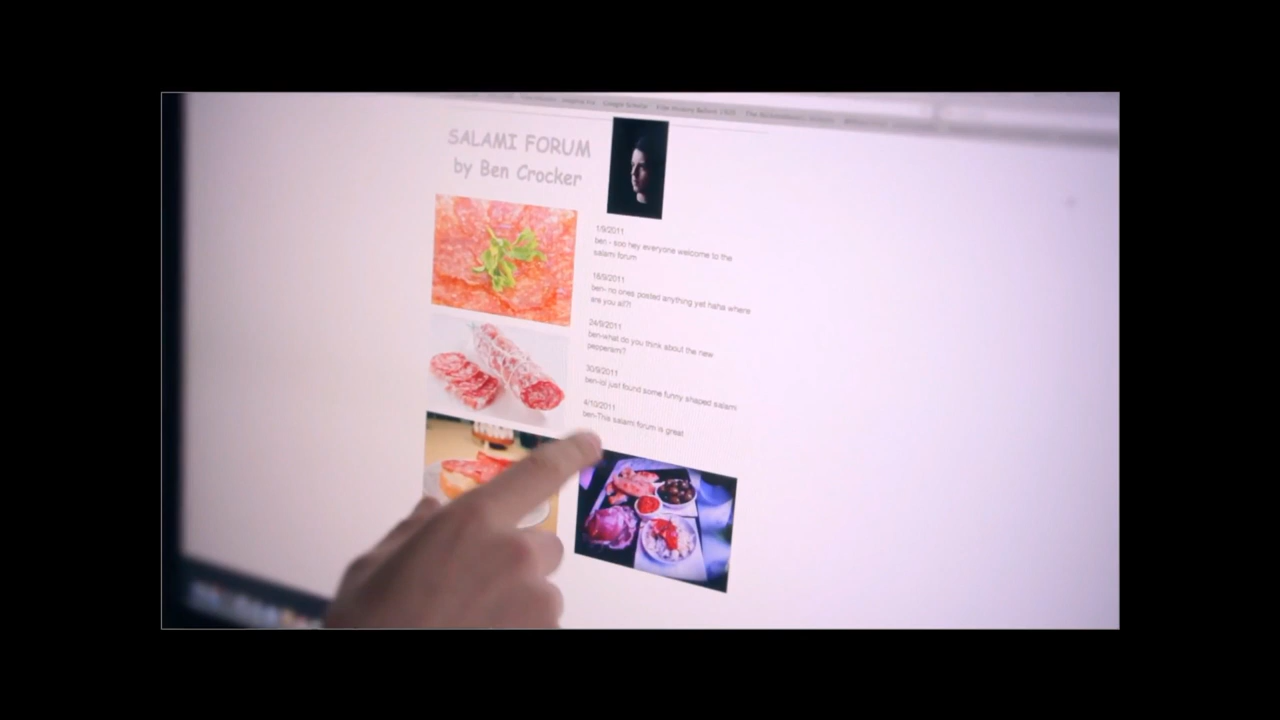 SALAMI FORUM
by Ben Crocker
1/9/2011
ben - soo hey everyone welcome to the
salami forum
16/9/2011
ben- no ones posted anything yet haha where
are you all?!
24/9/2011
ben-what do you think about the new
pepperami?
30/9/2011
ben-lol just found some funny shaped salami
4/10/2011
ben-This salami forum is great